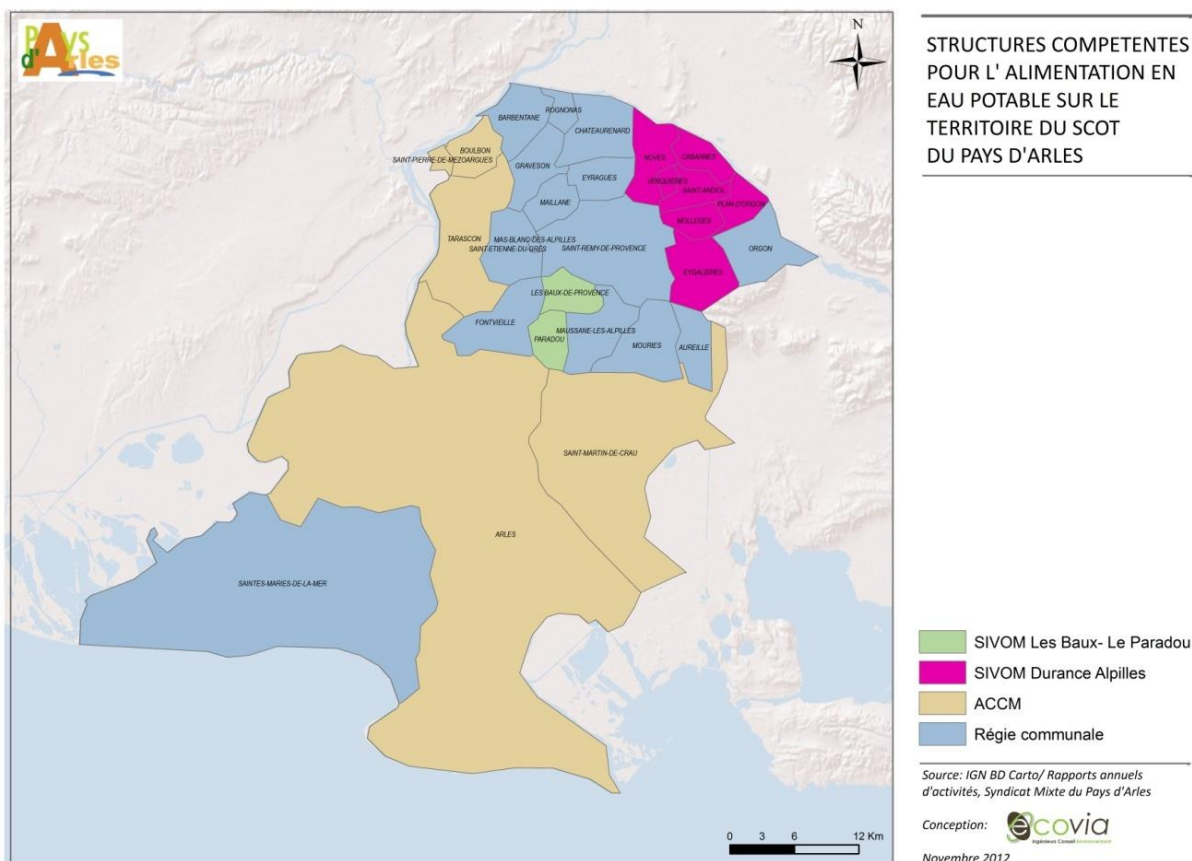 Pays
d'Arles
N
STRUCTURES COMPETENTES
POUR L' ALIMENTATION EN
EAU POTABLE SUR LE
TERRITOIRE DU SCOT
DU PAYS D'ARLES
ROGNONAS
BARBENTANE
CHATEAURENARD
BOULBON
SAINT-PIERRE-DE-MEZOARGUES
GRAVESON
NOVES
CABANNES
EYRAGUES
VERQUIERES
SAINT-ANDIOL
MAILLANE
PLAN-D'ORGON
MOLLEGES
TARASCON
MAS-BLANC-DES-ALPILLES
SAINT-ETIENNE-DU-GRES
SAINT-REMY-DE-PROVENCE
ORGON
EYGALIERES
LES BAUX-DE-PROVENCE
FONTVIEILLE
MAUSSANE-LES-ALPILLES
PARADOU
MOURIES
AUREILLE
SAINT-MARTIN-DE-CRAU
ARLES
SAINTES-MARIES-DE-LA-MER
SIVOM Les Baux- Le Paradou
SIVOM Durance Alpilles
ACCM
Régie communale
Source: IGN BD Carto/ Rapports annuels
d'activités, Syndicat Mixte du Pays d'Arles
Conception:
ecovia
Ingénieurs Conseil Environnement
Novembre 2012
0 3 6 12 Km